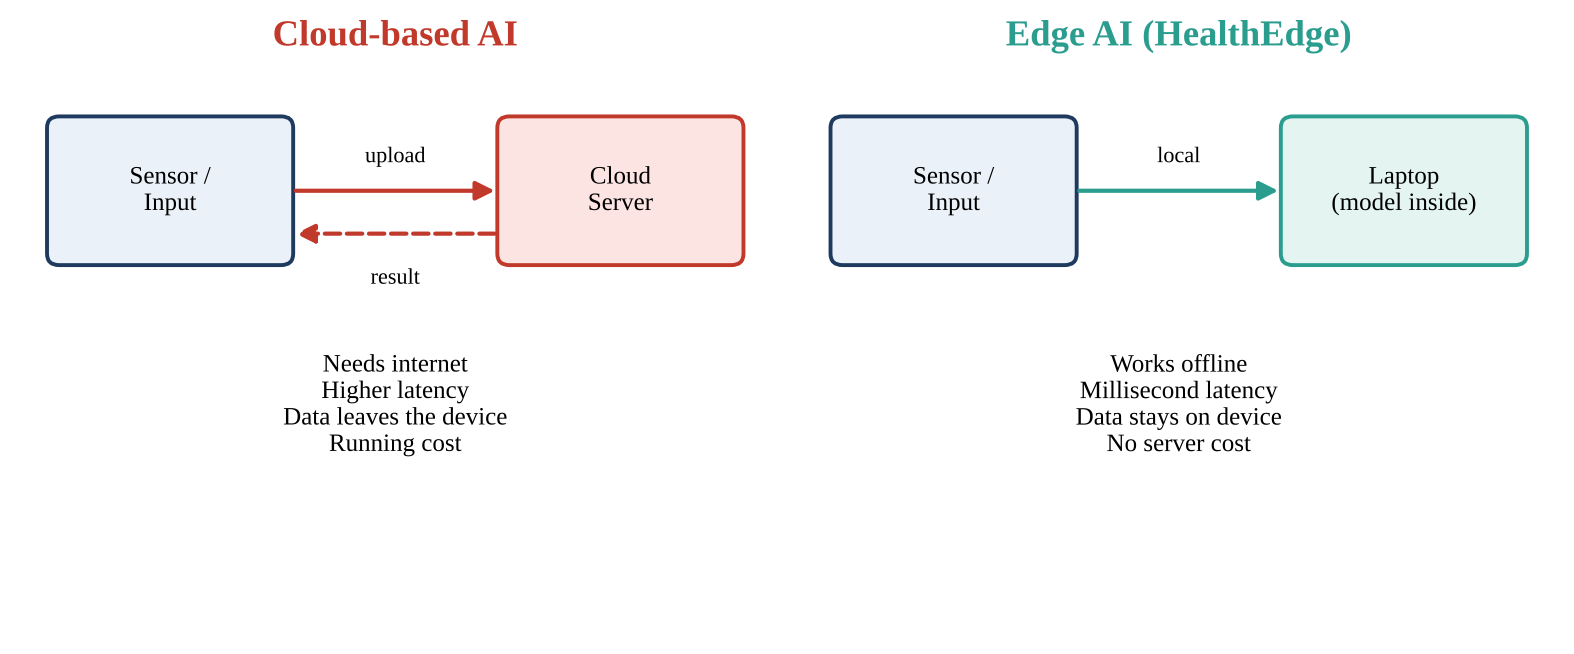 Cloud-based AI
Sensor /
Input
upload
result
Cloud
Server
Needs internet
Higher latency
Data leaves the device
Running cost
Edge AI (HealthEdge)
Sensor /
Input
local
Laptop
(model inside)
Works offline
Millisecond latency
Data stays on device
No server cost